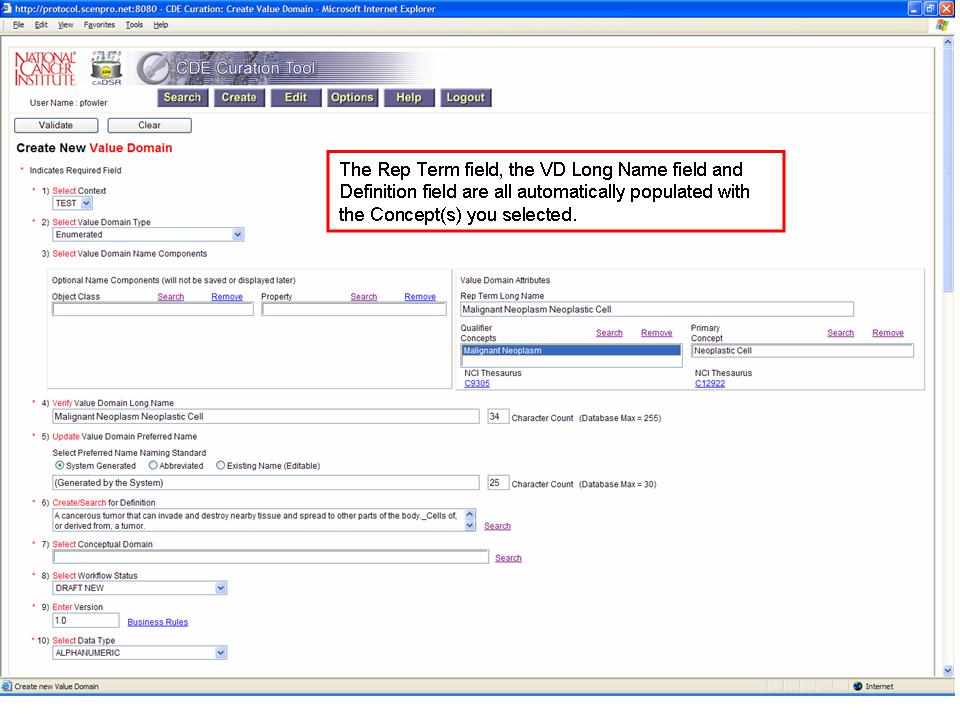 http://protocol.scenpro.net:8080 - CDE Curation: Create Value Domain - Microsoft Internet Explorer
File Edit View Favorites Tools Help
NATIONAL CANCER INSTITUTE
caDSR
CDE Curation Tool
User Name : pfowler
Search Create Edit Options Help Logout
Validate Clear
Create New Value Domain
* Indicates Required Field
The Rep Term field, the VD Long Name field and
Definition field are all automatically populated with
the Concept(s) you selected.
* 1) Select Context
TEST
* 2) Select Value Domain Type
Enumerated
3) Select Value Domain Name Components
Optional Name Components (will not be saved or displayed later)
Object Class Search Remove Property Search Remove
Value Domain Attributes
Rep Term Long Name
Malignant Neoplasm Neoplastic Cell
Qualifier
Concepts Search Remove
Malignant Neoplasm
NCI Thesaurus
C9305
Primary
Concept Search Remove
Neoplastic Cell
NCI Thesaurus
C12922
* 4) Verify Value Domain Long Name
Malignant Neoplasm Neoplastic Cell 34 Character Count (Database Max = 255)
* 5) Update Value Domain Preferred Name
Select Preferred Name Naming Standard
System Generated Abbreviated Existing Name (Editable)
(Generated by the System) 25 Character Count (Database Max = 30)
* 6) Create/Search for Definition
A cancerous tumor that can invade and destroy nearby tissue and spread to other parts of the body._Cells of,
or derived from, a tumor. Search
* 7) Select Conceptual Domain
Search
* 8) Select Workflow Status
DRAFT NEW
* 9) Enter Version
1.0 Business Rules
* 10) Select Data Type
ALPHANUMERIC
Create new Value Domain Internet